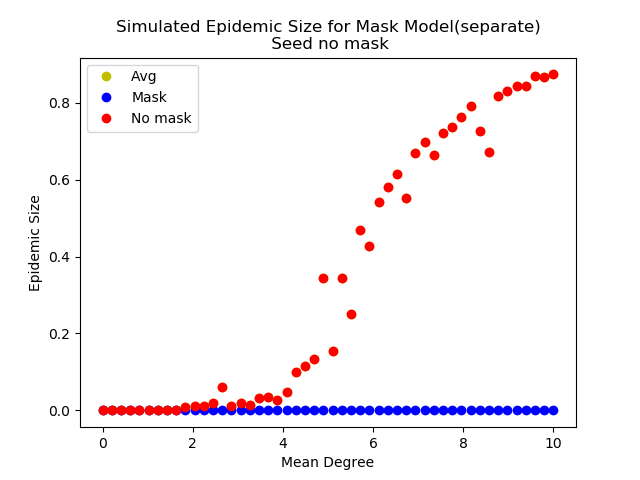 Simulated Epidemic Size for Mask Model(separate)
Seed no mask
Avg
Mask
No mask
0.8
0.6
0.4
0.2
0.0
Epidemic Size
0 2 4 6 8 10
Mean Degree